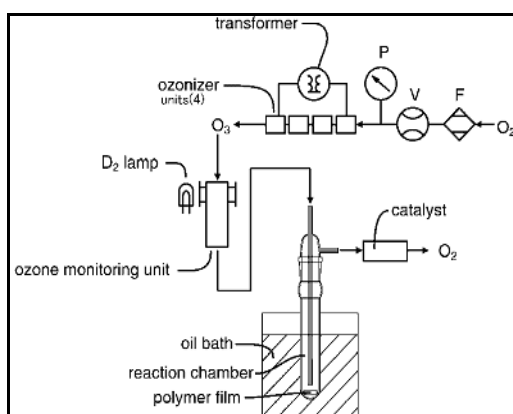 transformer
P
ozonizer
units(4)
V
F
O3
O2
D2 lamp
catalyst
O2
ozone monitoring unit
oil bath
reaction chamber
polymer film